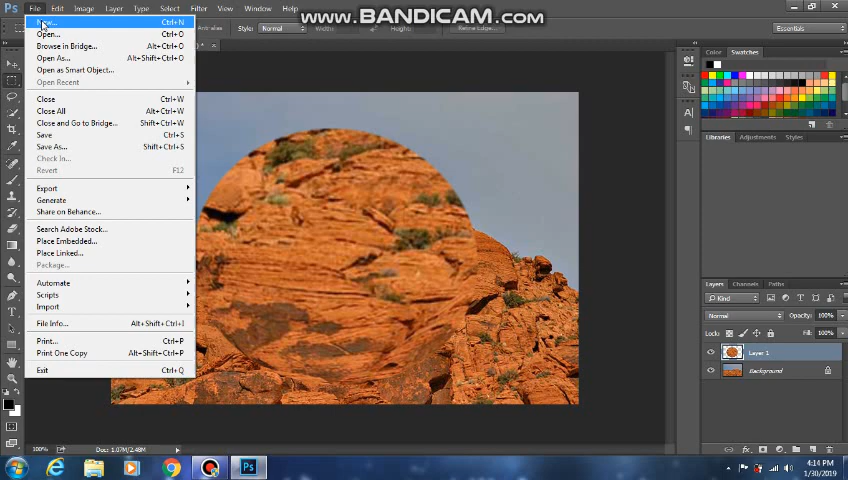 WWW.BANDICAM.COM
Ps File Edit Image Layer Type Select Filter View Window Help
Style: Normal Width: Height: Refine Edge... Essentials
New... Ctrl+N
Open... Ctrl+O
Browse in Bridge... Alt+Ctrl+O
Open As... Alt+Shift+Ctrl+O
Open as Smart Object...
Open Recent
Close Ctrl+W
Close All Alt+Ctrl+W
Close and Go to Bridge... Shift+Ctrl+W
Save Ctrl+S
Save As... Shift+Ctrl+S
Check In...
Revert F12
Export
Generate
Share on Behance...
Search Adobe Stock...
Place Embedded...
Place Linked...
Package...
Automate
Scripts
Import
File Info... Alt+Shift+Ctrl+I
Print... Ctrl+P
Print One Copy Alt+Shift+Ctrl+P
Exit Ctrl+Q
Color Swatches
Libraries Adjustments Styles
Layers Channels Paths
Kind
Normal Opacity: 100%
Lock: Fill: 100%
Layer 1
Background
100% Doc: 1.07M/2.48M
Ps
4:14 PM
1/30/2019